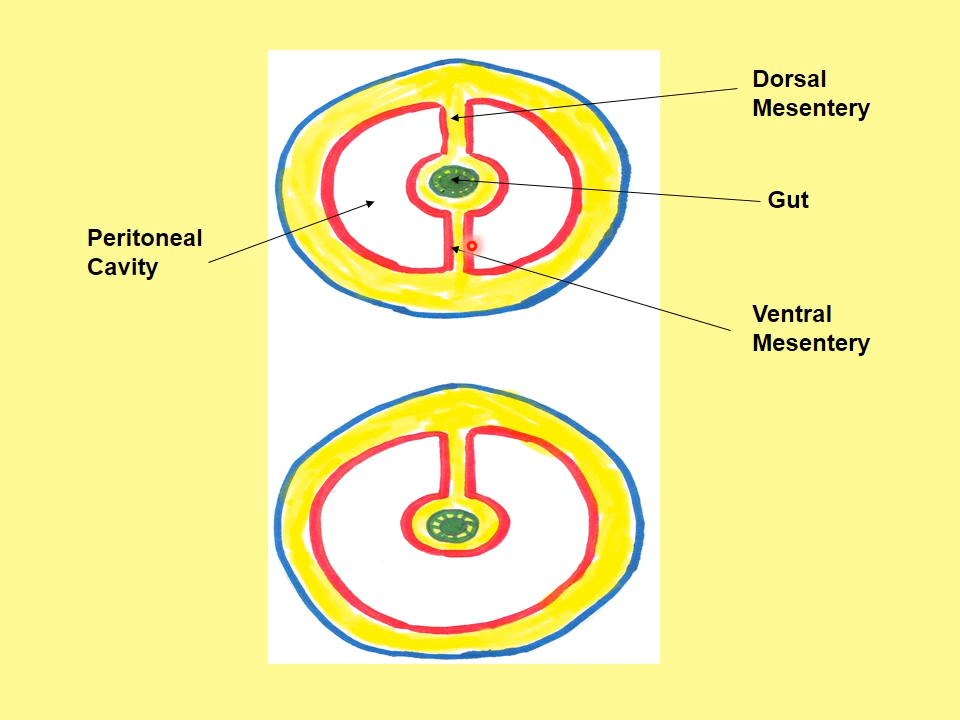 Dorsal
Mesentery
Gut
Peritoneal
Cavity
Ventral
Mesentery